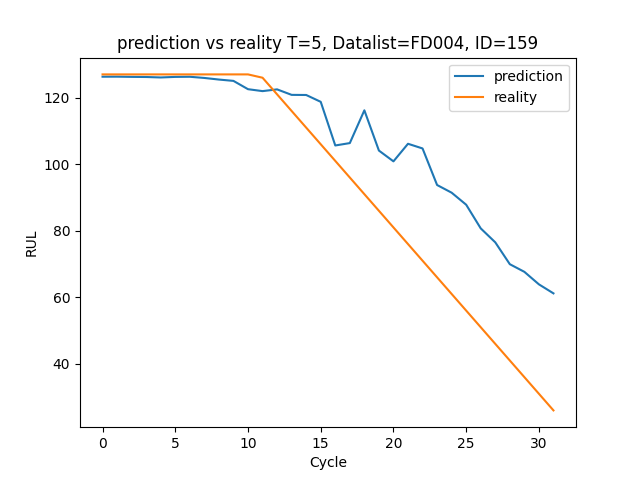 prediction vs reality T=5, Datalist=FD004, ID=159
prediction
reality
120
100
80
60
40
RUL
0 5 10 15 20 25 30
Cycle